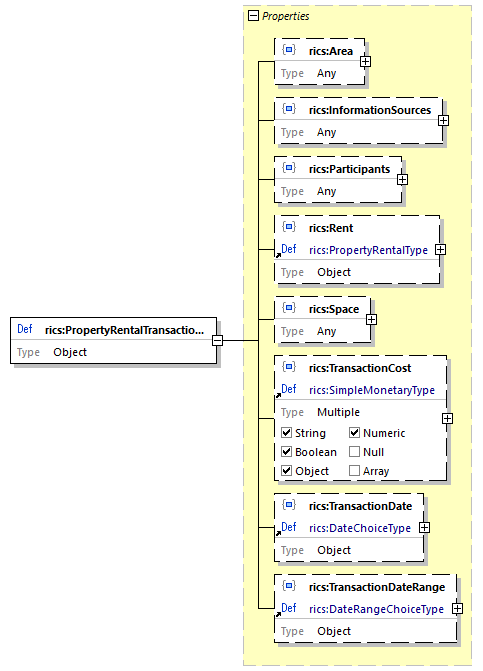 Properties
rics:Area
Type Any
rics:InformationSources
Type Any
rics:Participants
Type Any
rics:Rent
Def rics:PropertyRentalType
Type Object
Def rics:PropertyRentalTransactio...
Type Object
rics:Space
Type Any
rics:TransactionCost
Def rics:SimpleMonetaryType
Type Multiple
String Numeric
Boolean Null
Object Array
rics:TransactionDate
Def rics:DateChoiceType
Type Object
rics:TransactionDateRange
Def rics:DateRangeChoiceType
Type Object